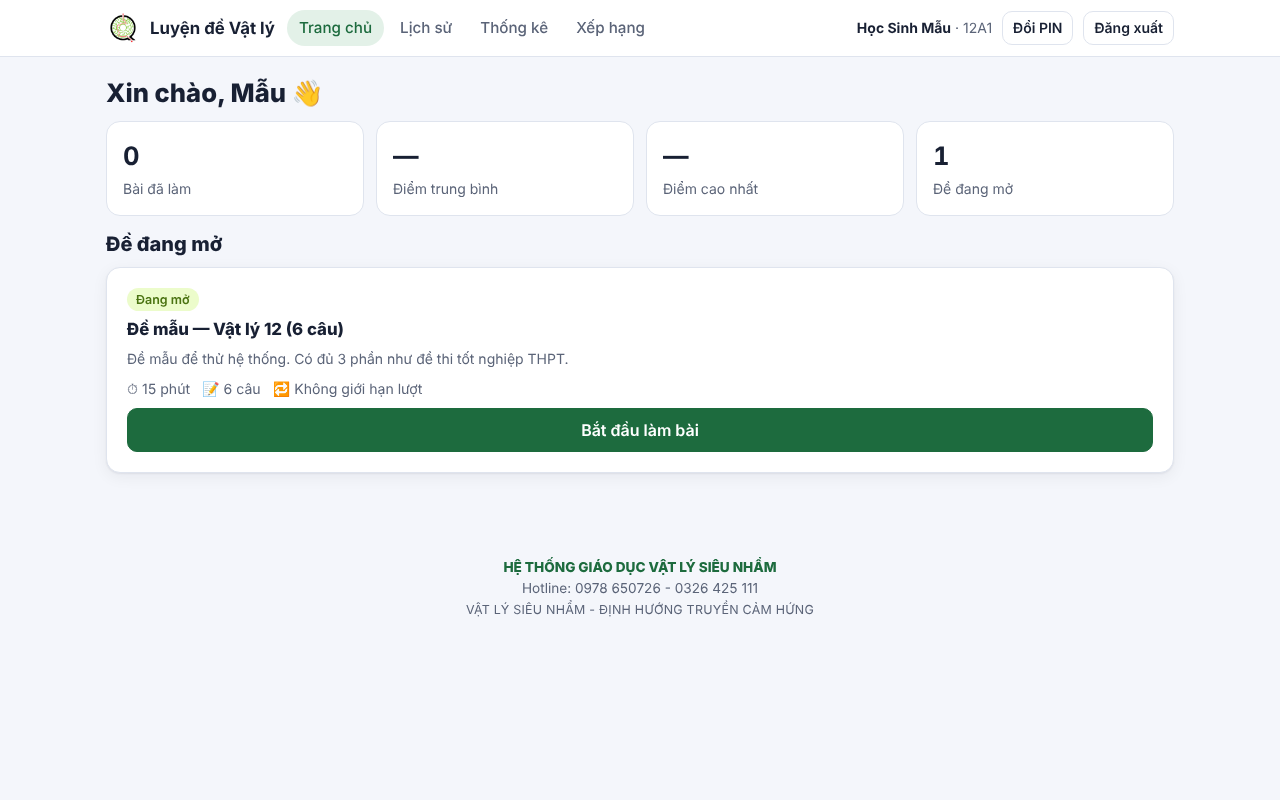 Luyện đề Vật lý Trang chủ Lịch sử Thống kê Xếp hạng Học Sinh Mẫu · 12A1 Đổi PIN Đăng xuất
Xin chào, Mẫu 👋
0 — — 1
Bài đã làm Điểm trung bình Điểm cao nhất Đề đang mở
Đề đang mở
Đang mở
Đề mẫu — Vật lý 12 (6 câu)
Đề mẫu để thử hệ thống. Có đủ 3 phần như đề thi tốt nghiệp THPT.
⏱ 15 phút 📝 6 câu 🔁 Không giới hạn lượt
Bắt đầu làm bài
HỆ THỐNG GIÁO DỤC VẬT LÝ SIÊU NHẨM
Hotline: 0978 650726 - 0326 425 111
VẬT LÝ SIÊU NHẨM - ĐỊNH HƯỚNG TRUYỀN CẢM HỨNG